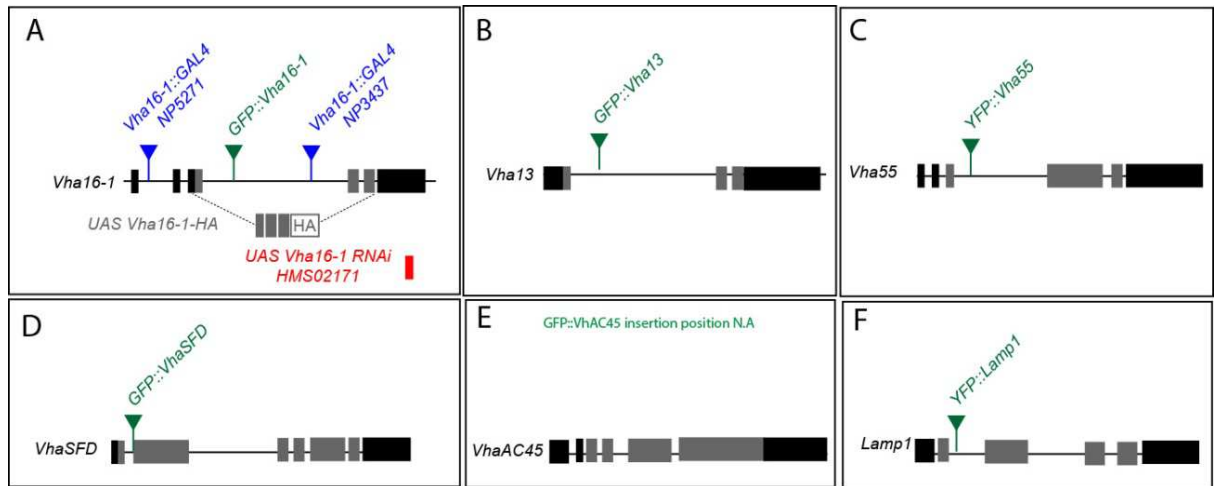 A
Vha16-1::GAL4
NP5271
GFP::Vha16-1
Vha16-1::GAL4
NP3437
Vha16-1
UAS Vha16-1-HA
HA
UAS Vha16-1 RNAi
HMS02171
B
GFP::Vha13
Vha13
C
YFP::Vha55
Vha55
D
GFP::VhaSFD
VhaSFD
E
GFP::VhAC45 insertion position N.A
VhaAC45
F
YFP::Lamp1
Lamp1